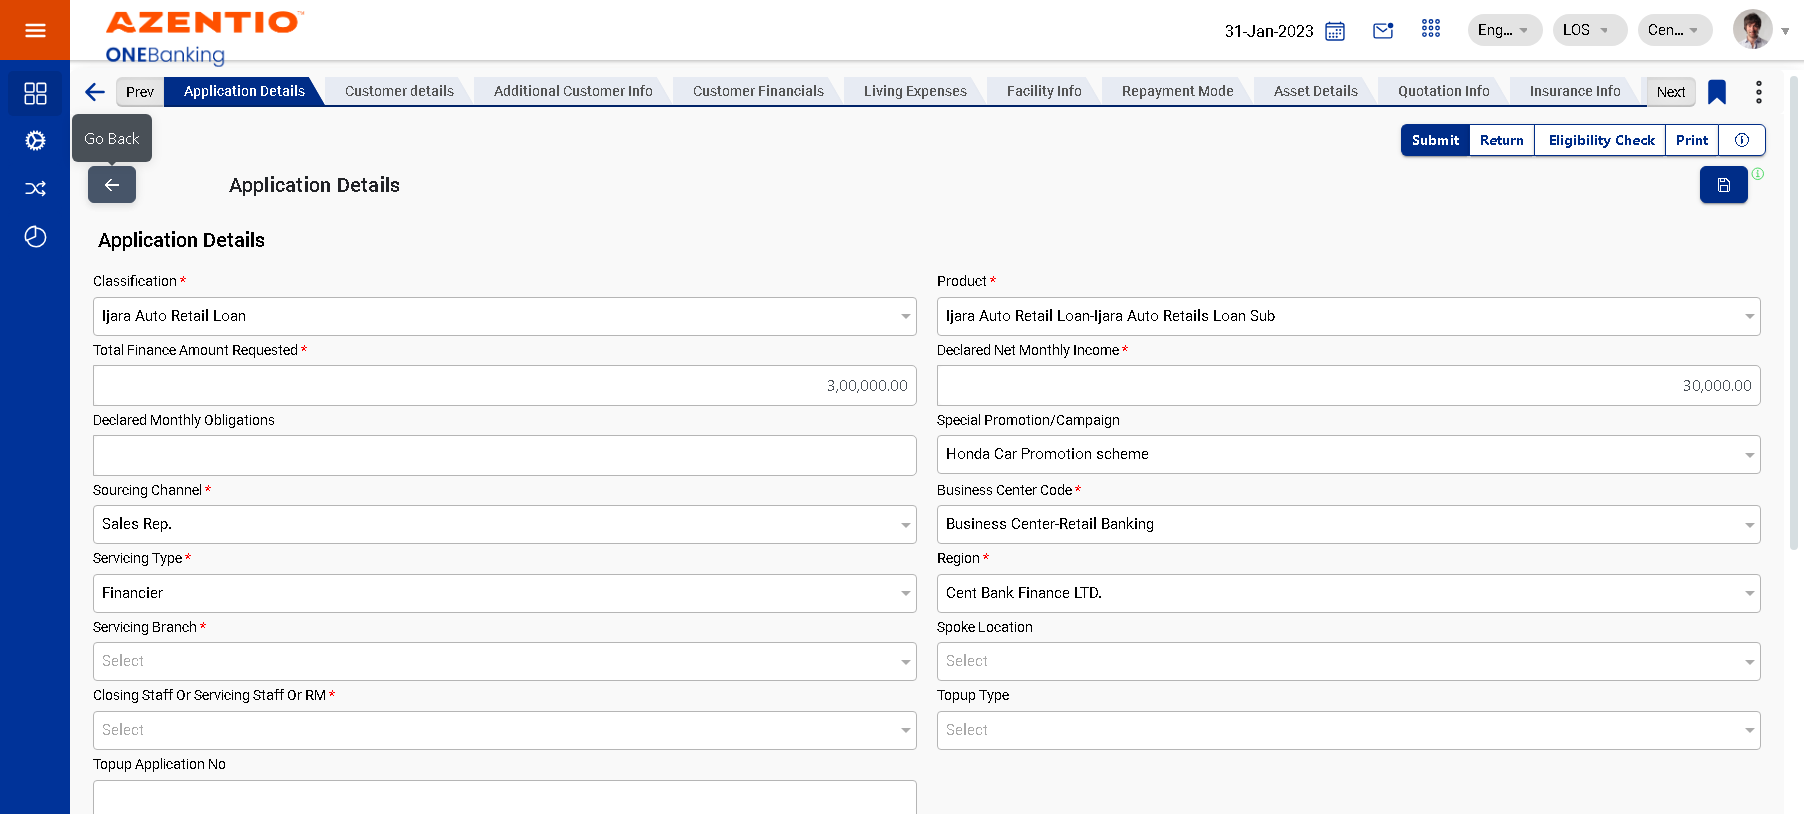 AZENTIO™
ONEBanking
31-Jan-2023
Eng...
LOS
Cen...
Prev
Application Details
Customer details
Additional Customer Info
Customer Financials
Living Expenses
Facility Info
Repayment Mode
Asset Details
Quotation Info
Insurance Info
Next
Go Back
Submit
Return
Eligibility Check
Print
Application Details
Application Details
Classification *
Product *
Ijara Auto Retail Loan
Ijara Auto Retail Loan-Ijara Auto Retails Loan Sub
Total Finance Amount Requested *
Declared Net Monthly Income *
3,00,000.00
30,000.00
Declared Monthly Obligations
Special Promotion/Campaign
Honda Car Promotion scheme
Sourcing Channel *
Business Center Code *
Sales Rep.
Business Center-Retail Banking
Servicing Type *
Region *
Financier
Cent Bank Finance LTD.
Servicing Branch *
Spoke Location
Select
Select
Closing Staff Or Servicing Staff Or RM *
Topup Type
Select
Select
Topup Application No